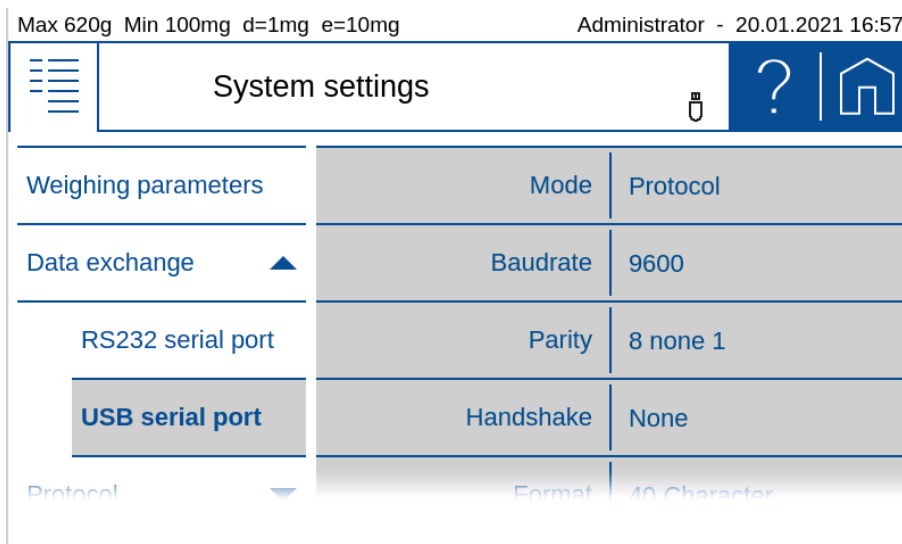 Max 620g Min 100mg d=1mg e=10mg Administrator - 20.01.2021 16:57
System settings
?
Weighing parameters
Mode Protocol
Data exchange
Baudrate 9600
RS232 serial port
Parity 8 none 1
USB serial port
Handshake None
Protocol
Format 40 Character